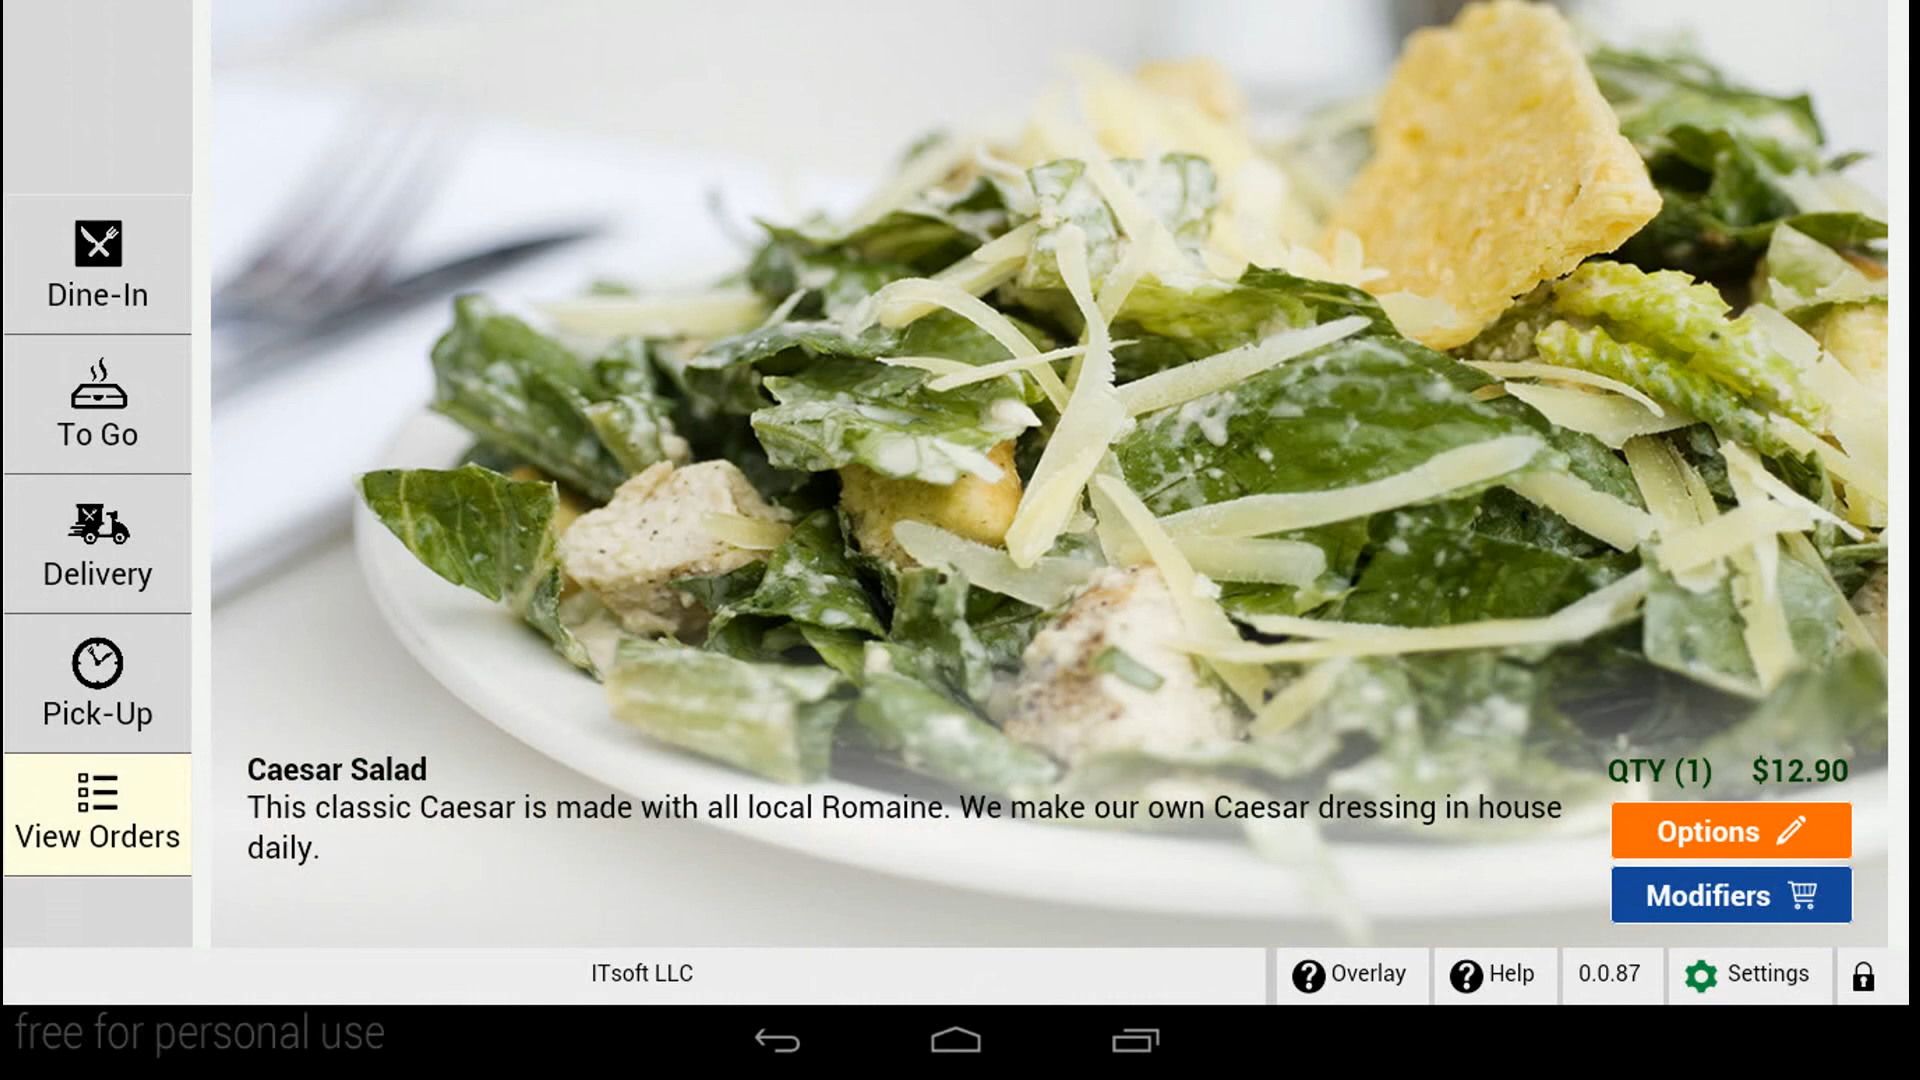 Dine-In
To Go
Delivery
Pick-Up
View Orders
Caesar Salad
This classic Caesar is made with all local Romaine. We make our own Caesar dressing in house
daily.
QTY (1) $12.90
Options
Modifiers
ITsoft LLC
Overlay
Help
0.0.87
Settings
free for personal use